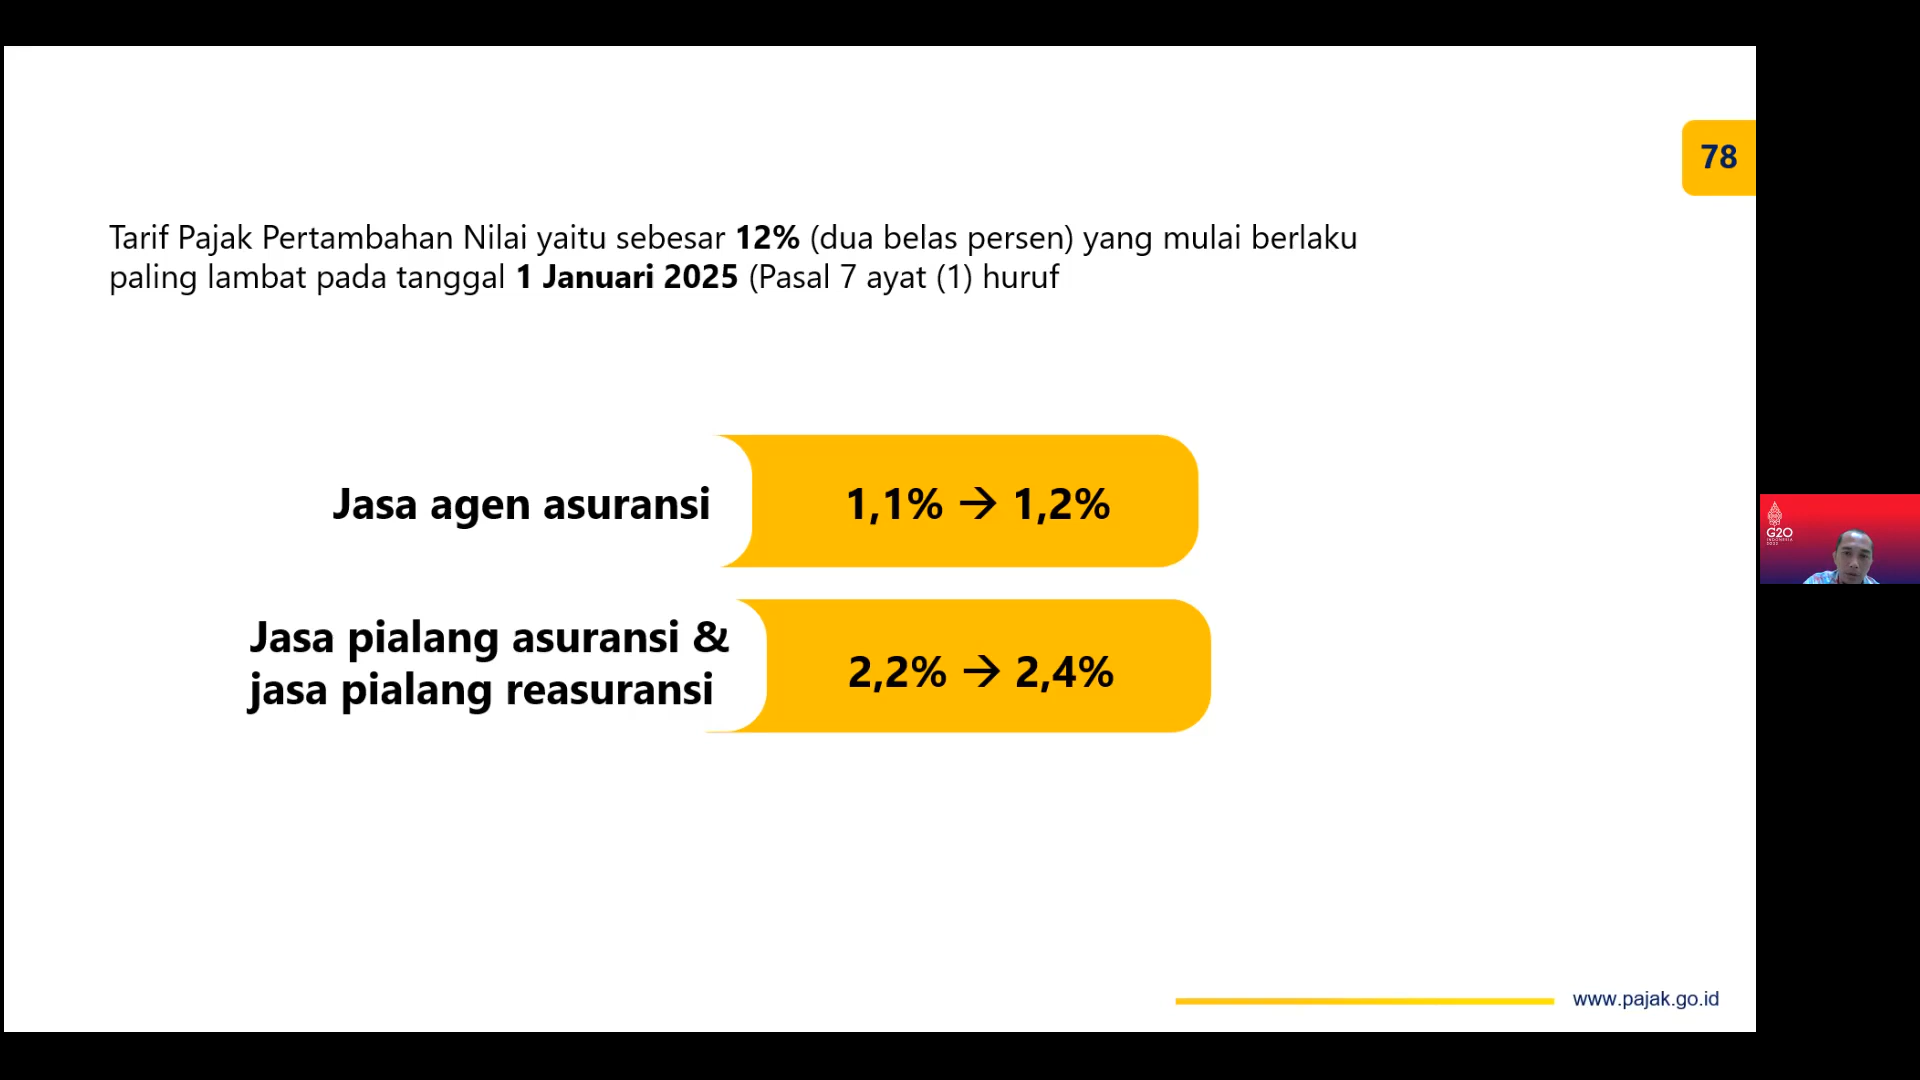 78
Tarif Pajak Pertambahan Nilai yaitu sebesar 12% (dua belas persen) yang mulai berlaku
paling lambat pada tanggal 1 Januari 2025 (Pasal 7 ayat (1) huruf
Jasa agen asuransi
1,1% → 1,2%
Jasa pialang asuransi &
jasa pialang reasuransi
2,2% → 2,4%
G20
INDONESIA
2022
www.pajak.go.id